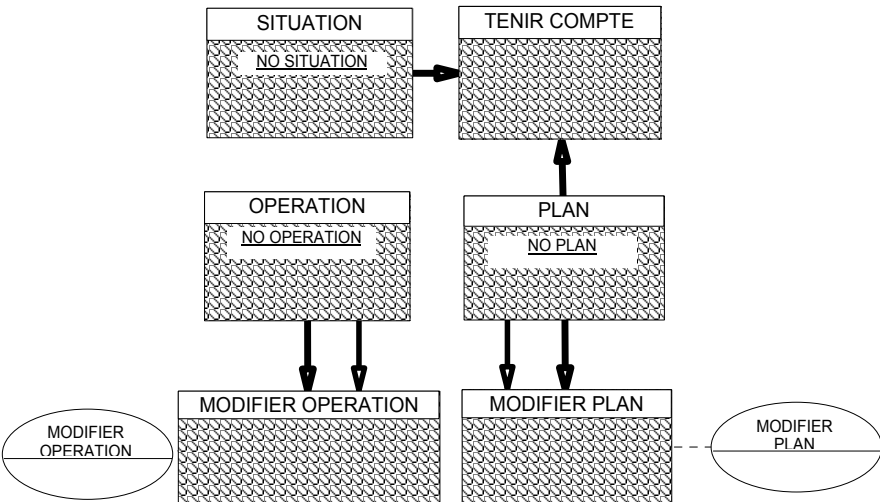 SITUATION
NO SITUATION
TENIR COMPTE
OPERATION
NO OPERATION
PLAN
NO PLAN
MODIFIER OPERATION
MODIFIER PLAN
MODIFIER
OPERATION
MODIFIER
PLAN